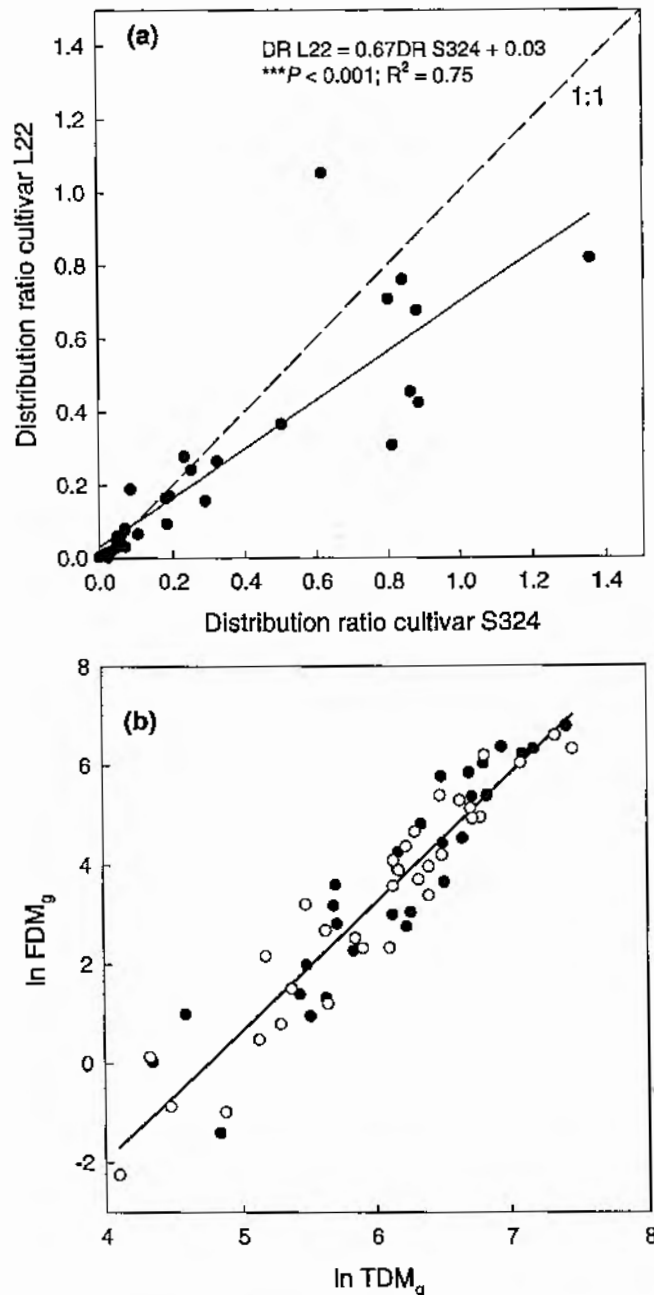 (a)
DR L22 = 0.67DR S324 + 0.03
***P < 0.001; R² = 0.75
1:1
Distribution ratio cultivar L22
1.4
1.2
1.0
0.8
0.6
0.4
0.2
0.0
0.0 0.2 0.4 0.6 0.8 1.0 1.2 1.4
Distribution ratio cultivar S324
(b)
ln FDMg
8
6
4
2
0
-2
4 5 6 7 8
ln TDMg